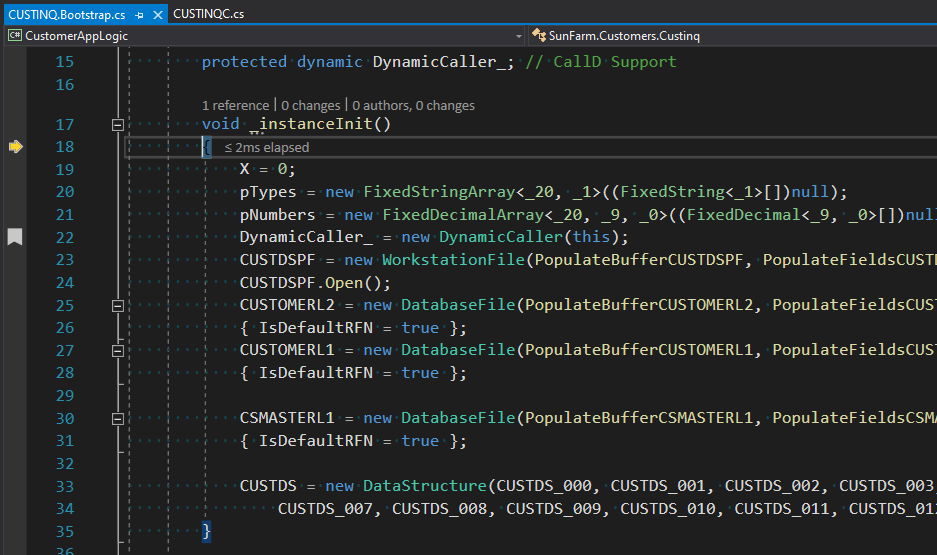 CUSTINQ.Bootstrap.cs CUSTINQC.cs
C# CustomerAppLogic SunFarm.Customers.Custinq
15 protected dynamic DynamicCaller_; // CallD Support
16
1 reference | 0 changes | 0 authors, 0 changes
17 void _instanceInit()
18 { ≤ 2ms elapsed
19 X = 0;
20 pTypes = new FixedStringArray<_20, _1>((FixedString<_1>[])null);
21 pNumbers = new FixedDecimalArray<_20, _9, _0>((FixedDecimal<_9, _0>[])null
22 DynamicCaller_ = new DynamicCaller(this);
23 CUSTDSPF = new WorkstationFile(PopulateBufferCUSTDSPF, PopulateFieldsCUSTD
24 CUSTDSPF.Open();
25 CUSTOMERL2 = new DatabaseFile(PopulateBufferCUSTOMERL2, PopulateFieldsCUST
26 { IsDefaultRFN = true };
27 CUSTOMERL1 = new DatabaseFile(PopulateBufferCUSTOMERL1, PopulateFieldsCUST
28 { IsDefaultRFN = true };
29
30 CSMASTERL1 = new DatabaseFile(PopulateBufferCSMASTERL1, PopulateFieldsCSMA
31 { IsDefaultRFN = true };
32
33 CUSTDS = new DataStructure(CUSTDS_000, CUSTDS_001, CUSTDS_002, CUSTDS_003,
34 CUSTDS_007, CUSTDS_008, CUSTDS_009, CUSTDS_010, CUSTDS_011, CUSTDS_012
35 }
36